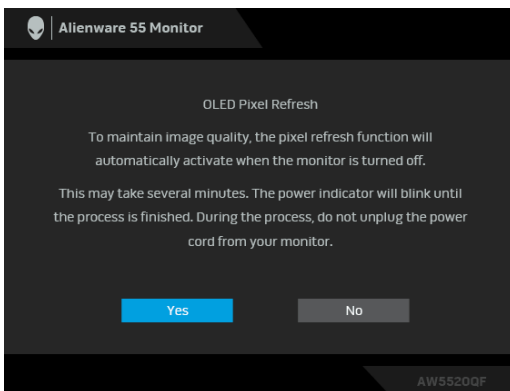 Alienware 55 Monitor
OLED Pixel Refresh
To maintain image quality, the pixel refresh function will
automatically activate when the monitor is turned off.
This may take several minutes. The power indicator will blink until
the process is finished. During the process, do not unplug the power
cord from your monitor.
Yes No
AW5520QF